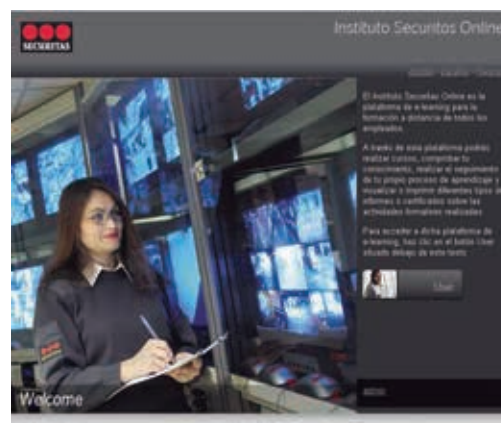 SECURITAS
Instituto Securitas Online
El Instituto Securitas Online es la
plataforma de e-learning para la
formación a distancia de todos los
empleados.
A través de esta plataforma podrás
realizar cursos, comprobar tu
conocimiento, realizar el seguimiento
de tu propio proceso de aprendizaje y
visualizar o imprimir diferentes tipos de
informes o certificados sobre las
actividades formativas realizadas.
Para acceder a dicha plataforma de
e-learning, haz clic en el botón User
situado debajo de este texto.
User
Welcome